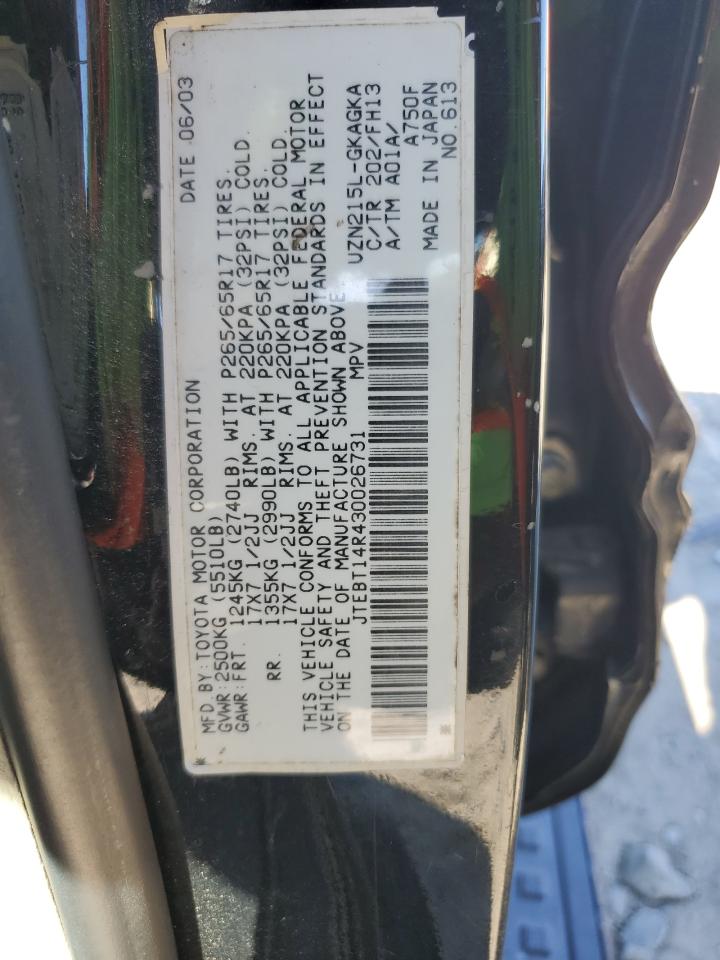 MFD. BY: TOYOTA MOTOR CORPORATION DATE 06/03
GVWR: 2500KG (5510LB)
GAWR: FRT. 1245KG (2740LB) WITH P265/65R17 TIRES.
17X7 1/2JJ RIMS. AT 220KPA (32PSI) COLD.
RR. 1355KG (2990LB) WITH P265/65R17 TIRES.
17X7 1/2JJ RIMS. AT 220KPA (32PSI) COLD.
THIS VEHICLE CONFORMS TO ALL APPLICABLE FEDERAL MOTOR
VEHICLE SAFETY AND THEFT PREVENTION STANDARDS IN EFFECT
ON THE DATE OF MANUFACTURE SHOWN ABOVE.
JTEBT14R430026731 MPV UZN215L-GKAGKA
C/TR 202/FH13
A/TM A01A/
A750F
MADE IN JAPAN
NO. 613